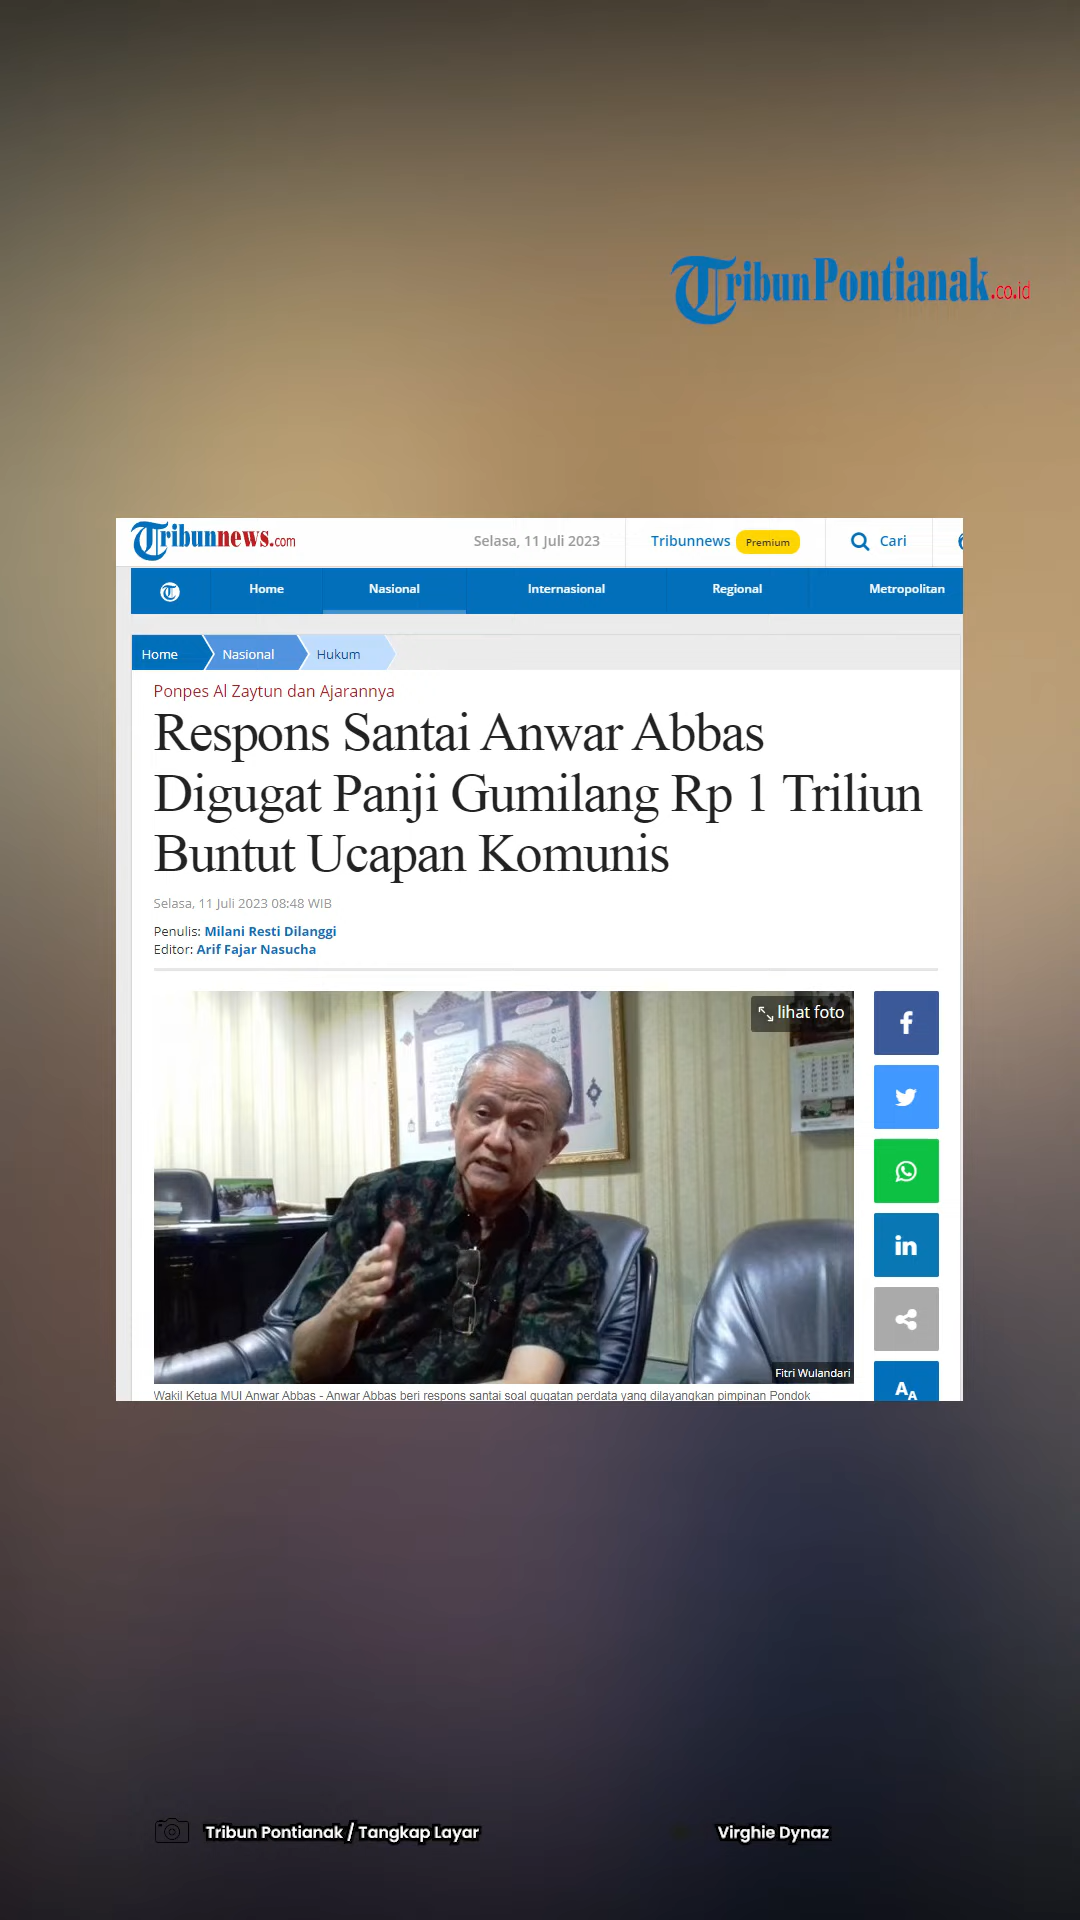 TribunPontianak.co.id
Tribunnews.com
Selasa, 11 Juli 2023
Tribunnews Premium
Cari
Home
Nasional
Internasional
Regional
Metropolitan
Home
Nasional
Hukum
Ponpes Al Zaytun dan Ajarannya
Respons Santai Anwar Abbas
Digugat Panji Gumilang Rp 1 Triliun
Buntut Ucapan Komunis
Selasa, 11 Juli 2023 08:48 WIB
Penulis: Milani Resti Dilanggi
Editor: Arif Fajar Nasucha
lihat foto
Fitri Wulandari
Wakil Ketua MUI Anwar Abbas - Anwar Abbas beri respons santai soal gugatan perdata yang dilayangkan pimpinan Pondok
AA
Tribun Pontianak / Tangkap Layar
Virghie Dynaz